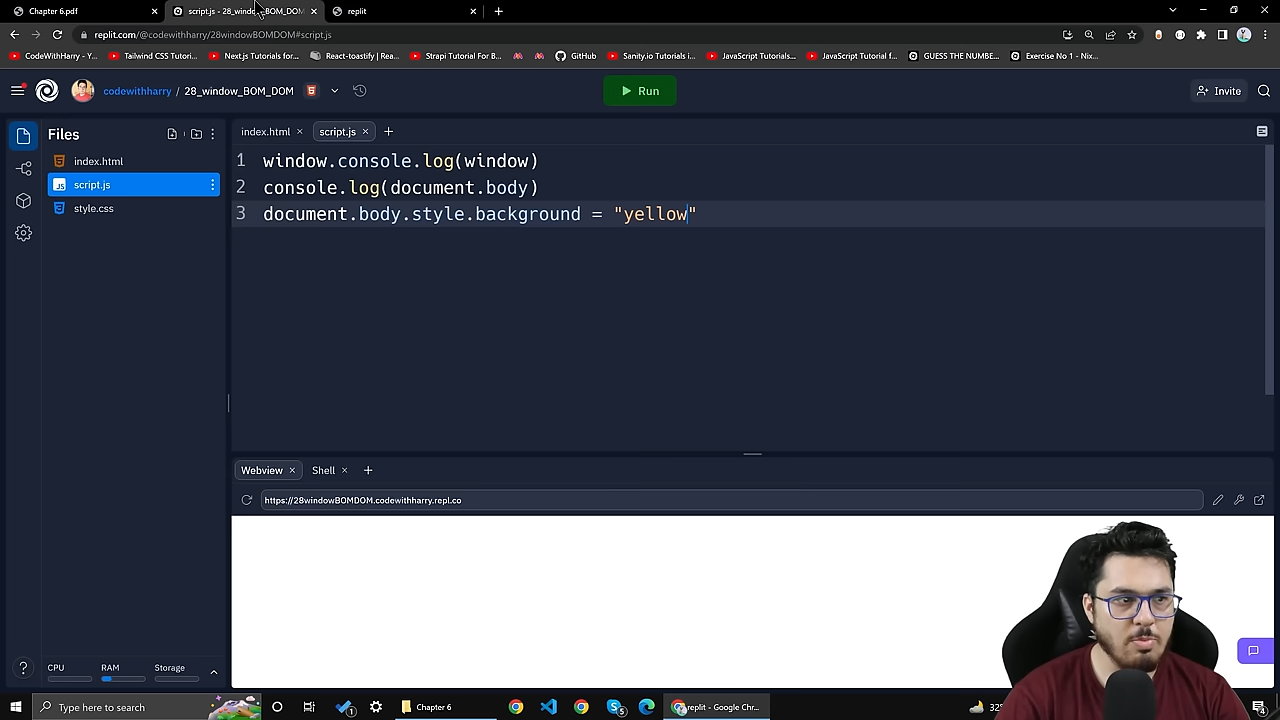 Chapter 6.pdf
script.js - 28_window_BOM_DOM
replit
replit.com/@codewithharry/28windowBOMDOM#script.js
CodeWithHarry - Y...
Tailwind CSS Tutori...
Next.js Tutorials for...
React-toastify | Rea...
Strapi Tutorial For B...
GitHub
Sanity.io Tutorials i...
JavaScript Tutorials...
JavaScript Tutorial f...
GUESS THE NUMBE...
Exercise No 1 - Nix...
codewithharry / 28_window_BOM_DOM
Run
Invite
Files
index.html
script.js
style.css
index.html
script.js
1 window.console.log(window)
2 console.log(document.body)
3 document.body.style.background = "yellow"
Webview
Shell
https://28windowBOMDOM.codewithharry.repl.co
CPU
RAM
Storage
Type here to search
Chapter 6
replit - Google Chr...